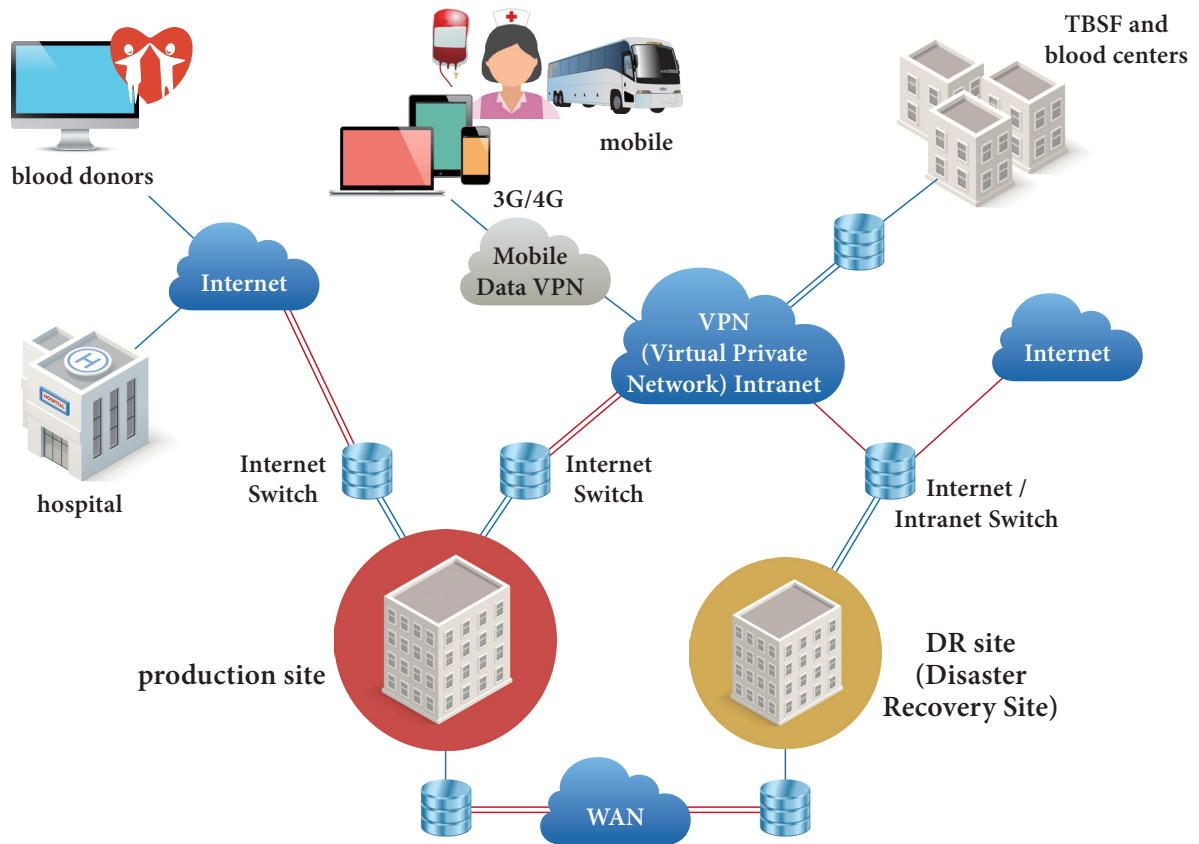 TBSF and
blood centers
mobile
blood donors
3G/4G
Mobile
Data VPN
Internet
VPN
(Virtual Private
Network) Intranet
Internet
H
HOSPITAL
hospital
Internet
Switch
Internet
Switch
Internet /
Intranet Switch
production site
DR site
(Disaster
Recovery Site)
WAN